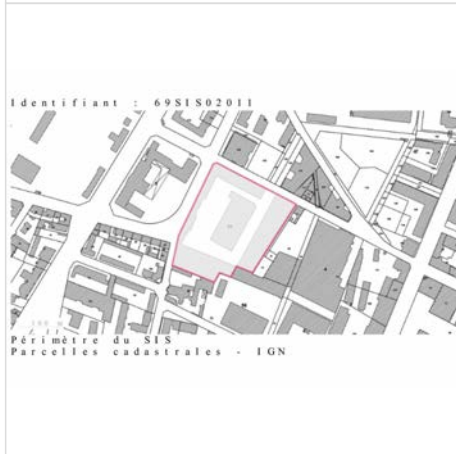 Identifiant : 69SIS02011
Périmètre du SIS
Parcelles cadastrales - IGN